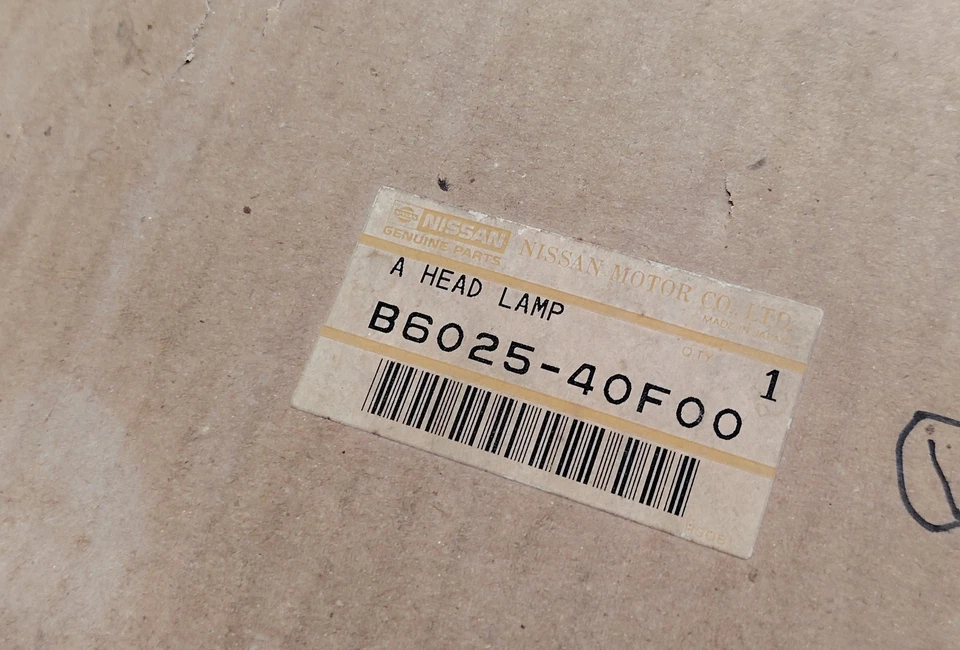 NISSAN
GENUINE PARTS
NISSAN MOTOR CO., LTD.
A HEAD LAMP
QTY
B6025-40F00
1